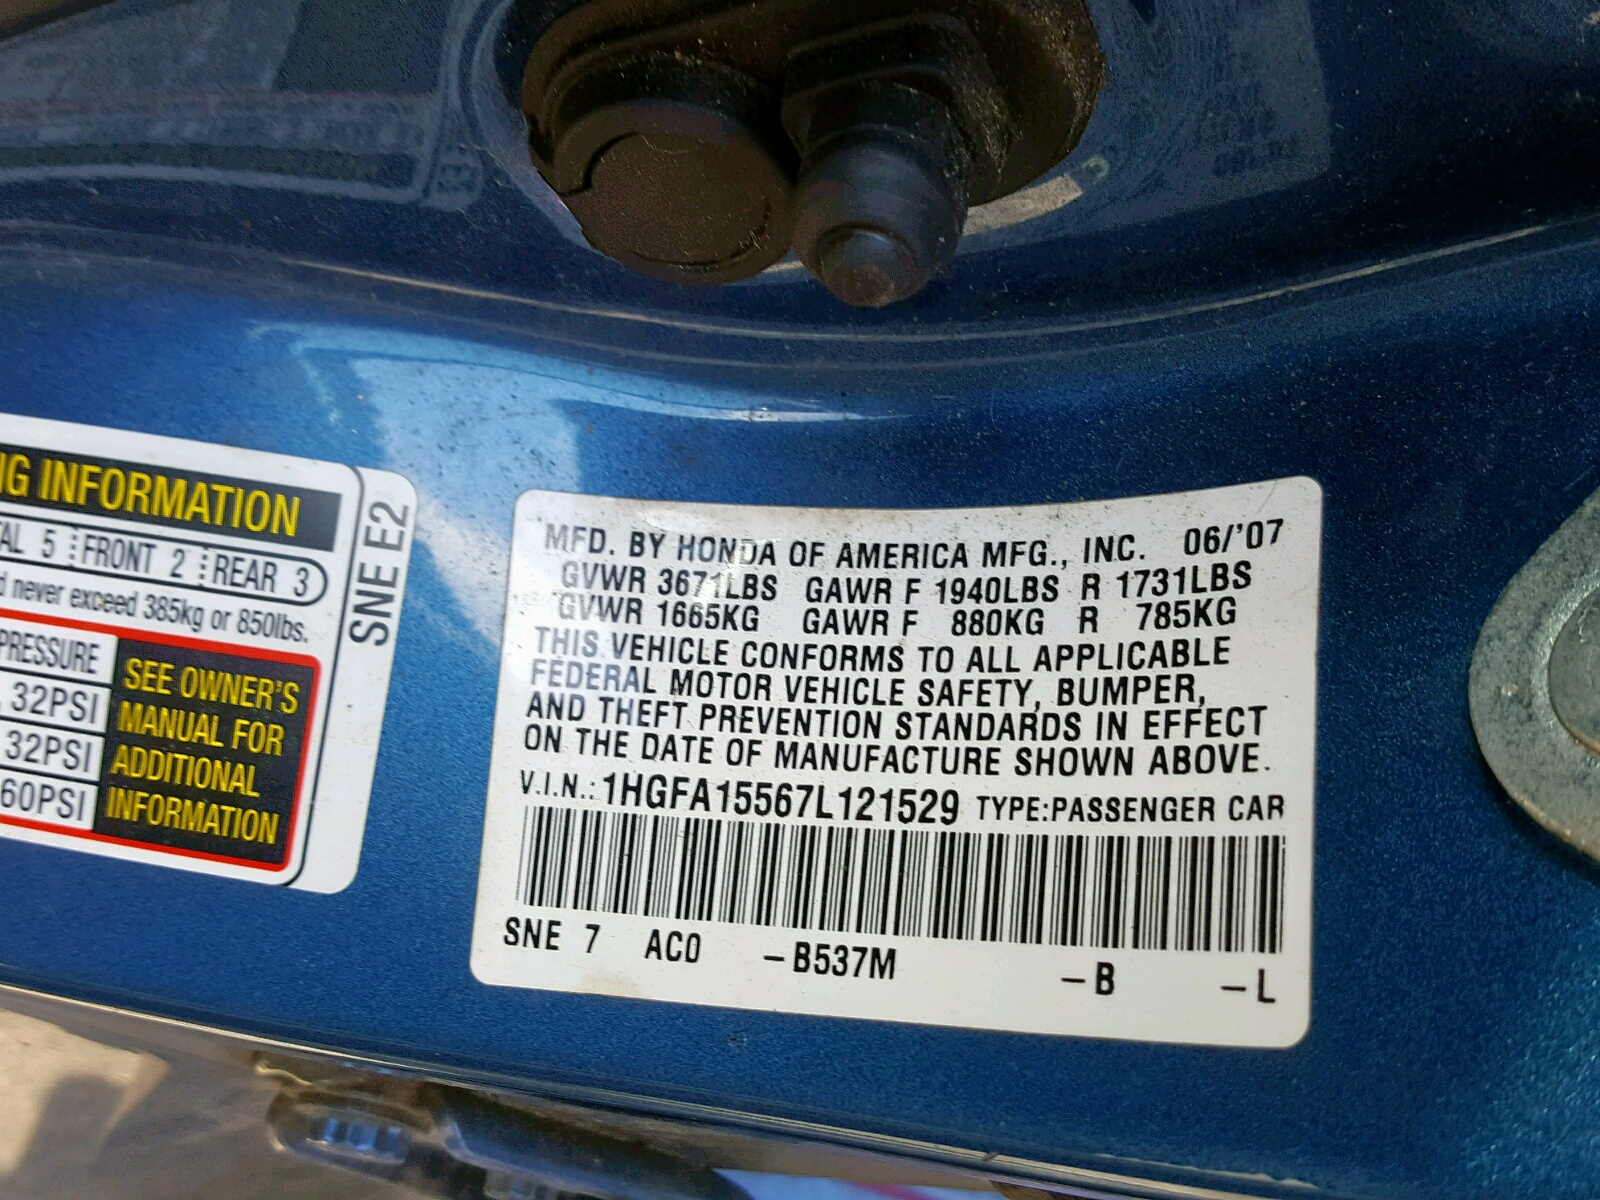 NG INFORMATION
TAL 5 FRONT 2 REAR 3
never exceed 385kg or 850lbs.
PRESSURE
32PSI
32PSI
60PSI
SEE OWNER'S
MANUAL FOR
ADDITIONAL
INFORMATION
SNE E2
MFD. BY HONDA OF AMERICA MFG., INC. 06/'07
GVWR 3671LBS GAWR F 1940LBS R 1731LBS
GVWR 1665KG GAWR F 880KG R 785KG
THIS VEHICLE CONFORMS TO ALL APPLICABLE
FEDERAL MOTOR VEHICLE SAFETY, BUMPER,
AND THEFT PREVENTION STANDARDS IN EFFECT
ON THE DATE OF MANUFACTURE SHOWN ABOVE.
V.I.N.: 1HGFA15567L121529 TYPE:PASSENGER CAR
SNE 7 AC0 -B537M -B -L